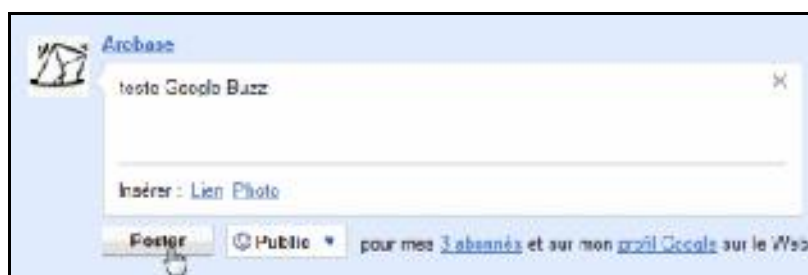 Arobase
teste Google Buzz
Insérer : Lien Photo
Poster Public pour mes 3 abonnés et sur mon profil Google sur le Web